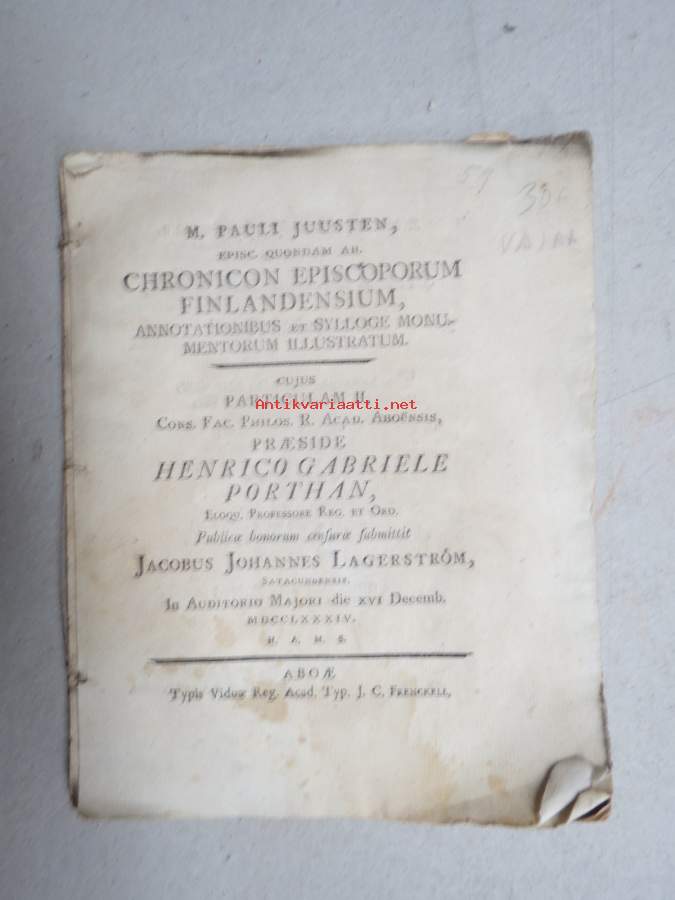 59
M. PAULI JUUSTEN,
EPISC. QUONDAM AB.
CHRONICON EPISCOPORUM
FINLANDENSIUM,
ANNOTATIONIBUS ET SYLLOGE MONU-
MENTORUM ILLUSTRATUM.
CUJUS
PARTICULAM II.
Antikvariaatti.net
CONS. FAC. PHILOS. R. ACAD. ABOËNSIS,
PRÆSIDE
HENRICO GABRIELE
PORTHAN,
ELOQU. PROFESSORE REG. ET ORD.
Publicæ bonorum censuræ submittit
JACOBUS JOHANNES LAGERSTRÖM,
SATACUNDENSIS.
In AUDITORIO MAJORI die XVI Decemb.
MDCCLXXXIV.
H. A. M. S.
ABOÆ
Typis Viduæ Reg. Acad. Typ. J. C. FRENCKELL,